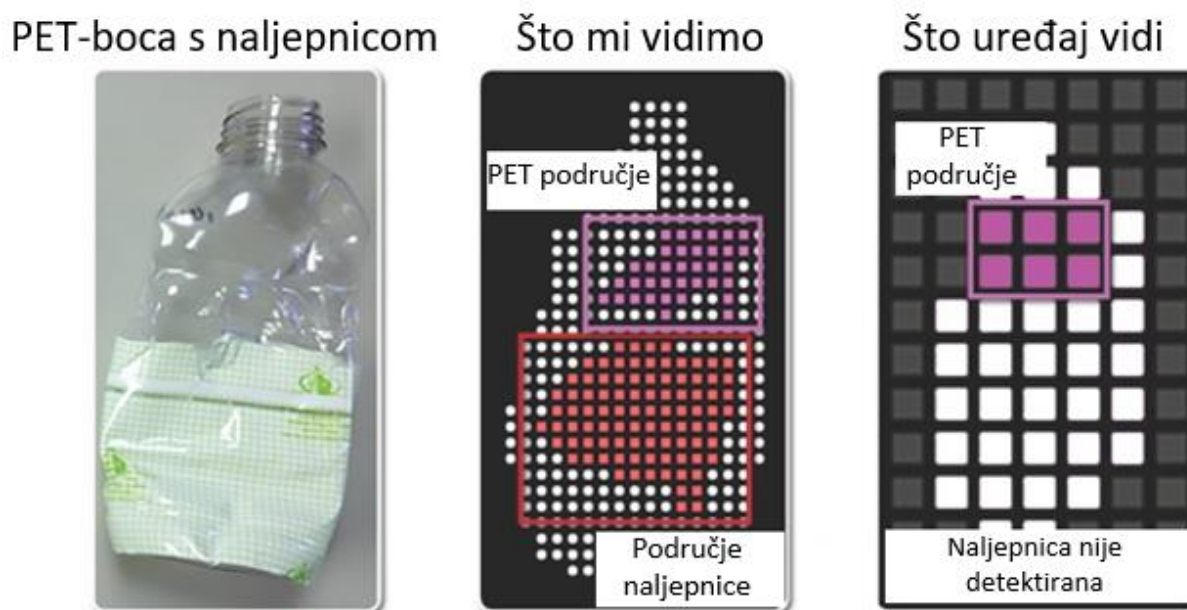 PET-boca s naljepnicom
Što mi vidimo
Što uređaj vidi
PET područje
Područje
naljepnice
PET
područje
Naljepnica nije
detektirana